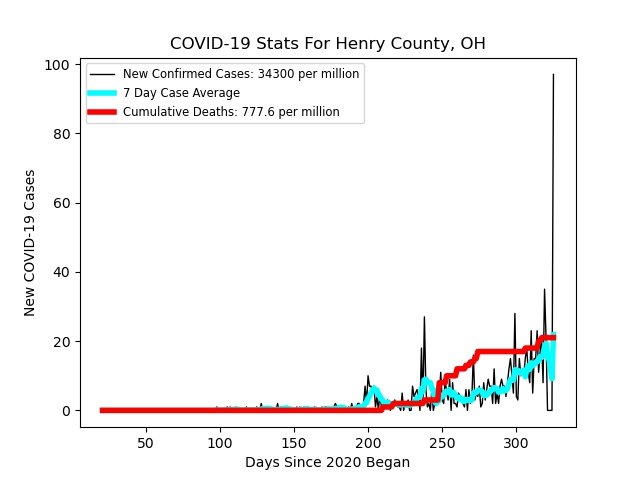 COVID-19 Stats For Henry County, OH
New Confirmed Cases: 34300 per million
7 Day Case Average
Cumulative Deaths: 777.6 per million
New COVID-19 Cases
100
80
60
40
20
0
50 100 150 200 250 300
Days Since 2020 Began